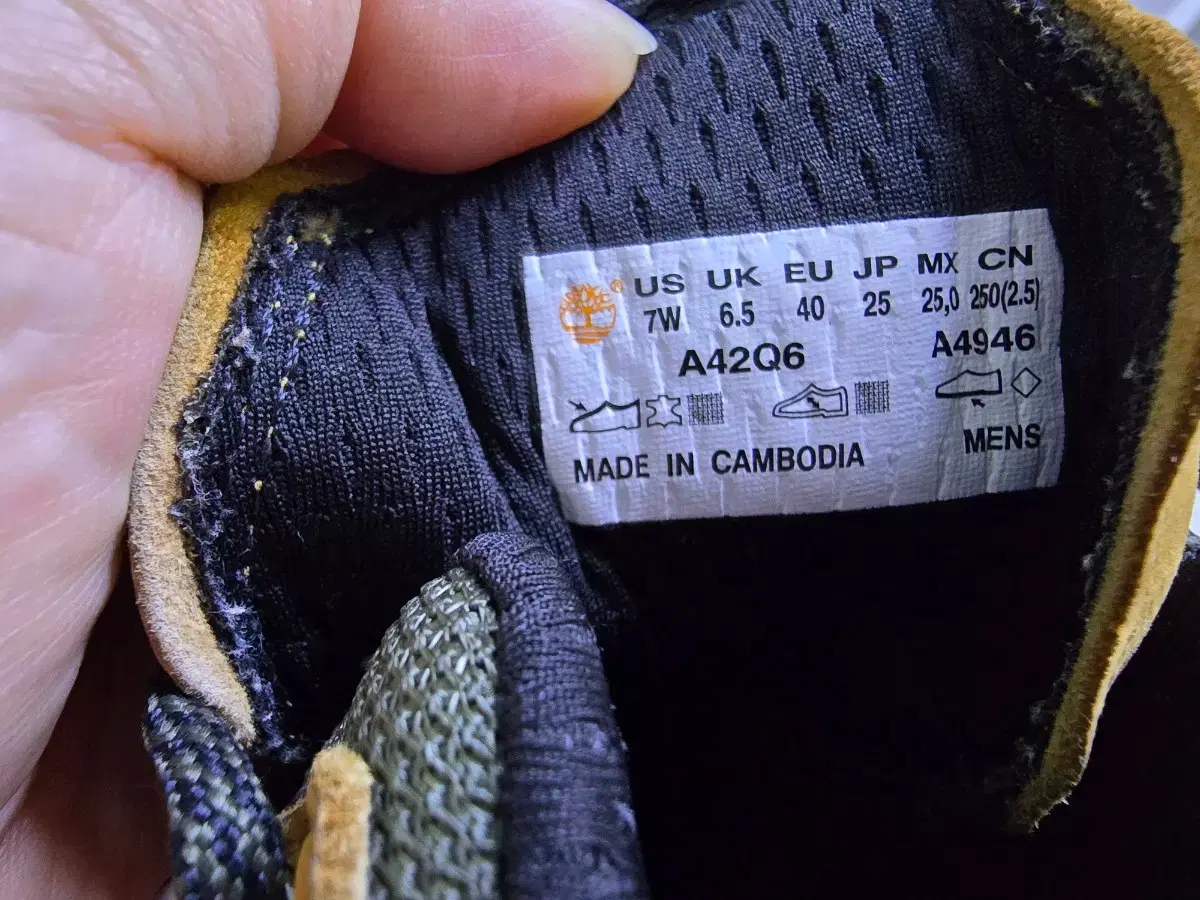 ® US UK EU JP MX CN
7W 6.5 40 25 25,0 250(2.5)
A42Q6 A4946
MADE IN CAMBODIA MENS